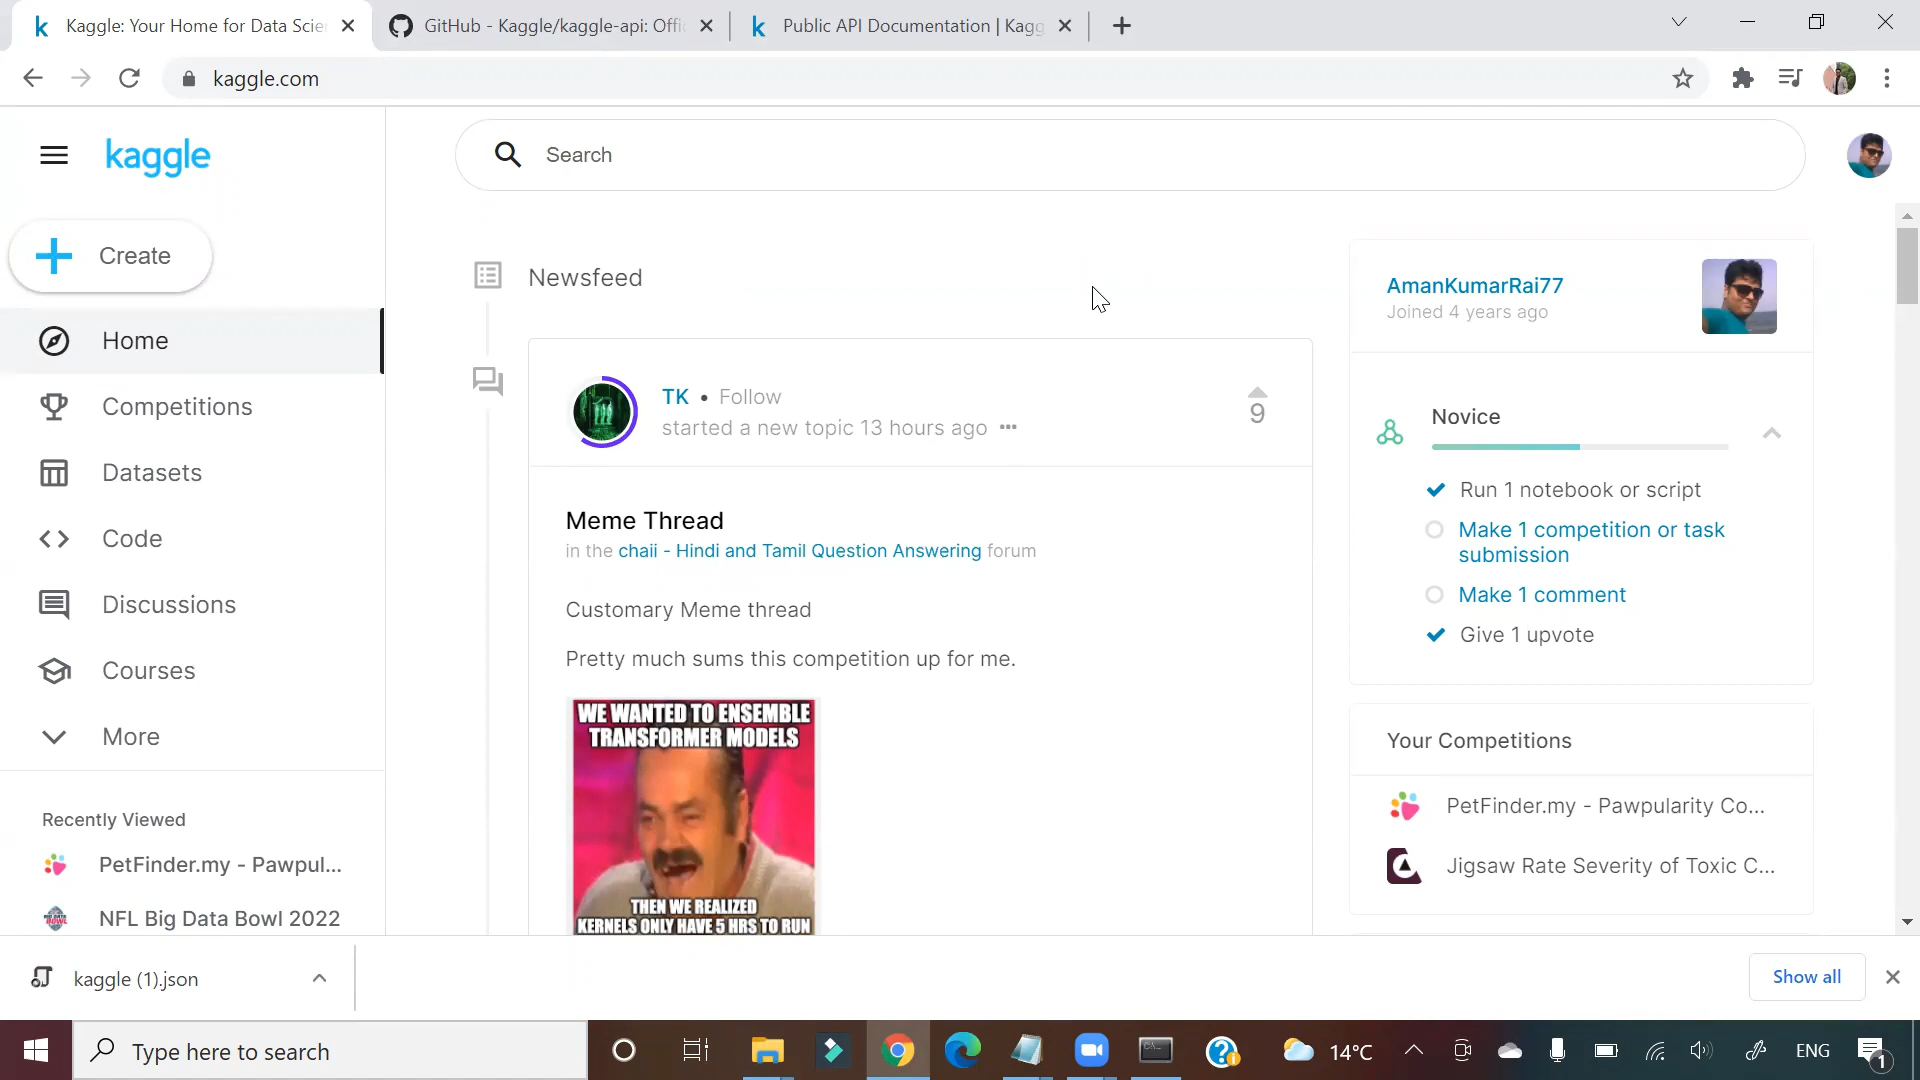 Kaggle: Your Home for Data Scie
GitHub - Kaggle/kaggle-api: Offi
Public API Documentation | Kagg
kaggle.com
kaggle
Search
Create
Home
Competitions
Datasets
Code
Discussions
Courses
More
Recently Viewed
PetFinder.my - Pawpul...
NFL Big Data Bowl 2022
Newsfeed
TK • Follow
started a new topic 13 hours ago
9
Meme Thread
in the chaii - Hindi and Tamil Question Answering forum
Customary Meme thread
Pretty much sums this competition up for me.
WE WANTED TO ENSEMBLE
TRANSFORMER MODELS
THEN WE REALIZED
KERNELS ONLY HAVE 5 HRS TO RUN
AmanKumarRai77
Joined 4 years ago
Novice
Run 1 notebook or script
Make 1 competition or task
submission
Make 1 comment
Give 1 upvote
Your Competitions
PetFinder.my - Pawpularity Co...
Jigsaw Rate Severity of Toxic C...
kaggle (1).json
Show all
Type here to search
14°C
ENG
1